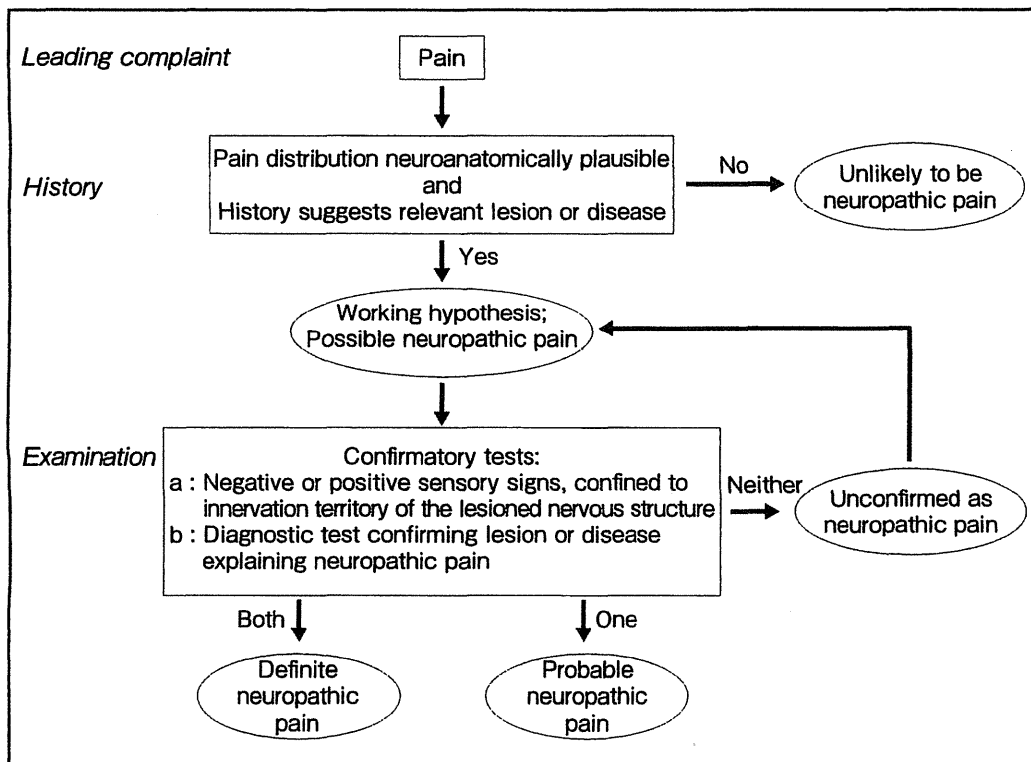 Leading complaint
Pain
History
Pain distribution neuroanatomically plausible
and
History suggests relevant lesion or disease
No
Unlikely to be
neuropathic pain
Yes
Working hypothesis;
Possible neuropathic pain
Examination
Confirmatory tests:
a : Negative or positive sensory signs, confined to
innervation territory of the lesioned nervous structure
b : Diagnostic test confirming lesion or disease
explaining neuropathic pain
Neither
Unconfirmed as
neuropathic pain
Both
One
Definite
neuropathic
pain
Probable
neuropathic
pain